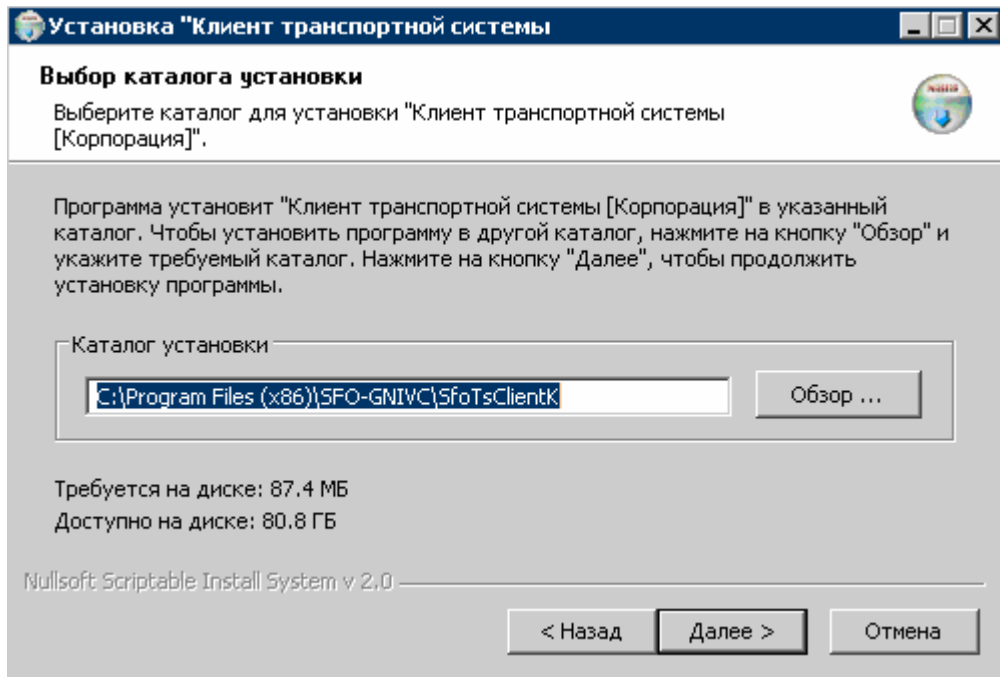 Установка "Клиент транспортной системы
Выбор каталога установки
Выберите каталог для установки "Клиент транспортной системы
[Корпорация]".
Программа установит "Клиент транспортной системы [Корпорация]" в указанный
каталог. Чтобы установить программу в другой каталог, нажмите на кнопку "Обзор" и
укажите требуемый каталог. Нажмите на кнопку "Далее", чтобы продолжить
установку программы.
Каталог установки
C:\Program Files (x86)\SFO-GNIVC\SfoTsClientK
Обзор ...
Требуется на диске: 87.4 МБ
Доступно на диске: 80.8 ГБ
Nullsoft Scriptable Install System v 2.0
< Назад
Далее >
Отмена